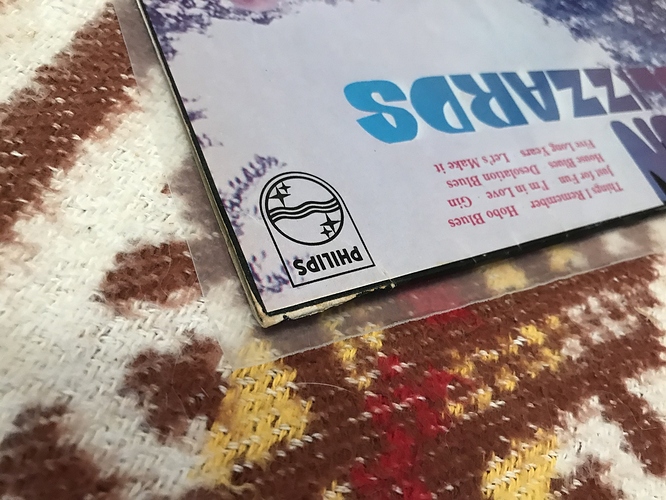 PHILIPS
Things I Remember Hobo Blues
Just for Fun I'm in Love Gin
Home Blues Desolation Blues
Five Long Years Let's Make it